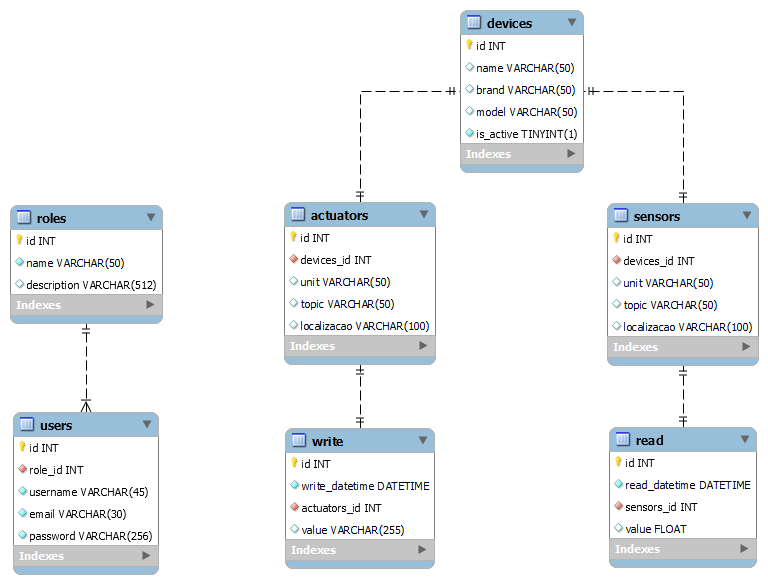 devices
id INT
name VARCHAR(50)
brand VARCHAR(50)
model VARCHAR(50)
is_active TINYINT(1)
Indexes
roles
id INT
name VARCHAR(50)
description VARCHAR(512)
Indexes
actuators
id INT
devices_id INT
unit VARCHAR(50)
topic VARCHAR(50)
localizacao VARCHAR(100)
Indexes
sensors
id INT
devices_id INT
unit VARCHAR(50)
topic VARCHAR(50)
localizacao VARCHAR(100)
Indexes
users
id INT
role_id INT
username VARCHAR(45)
email VARCHAR(30)
password VARCHAR(256)
Indexes
write
id INT
write_datetime DATETIME
actuators_id INT
value VARCHAR(255)
Indexes
read
id INT
read_datetime DATETIME
sensors_id INT
value FLOAT
Indexes